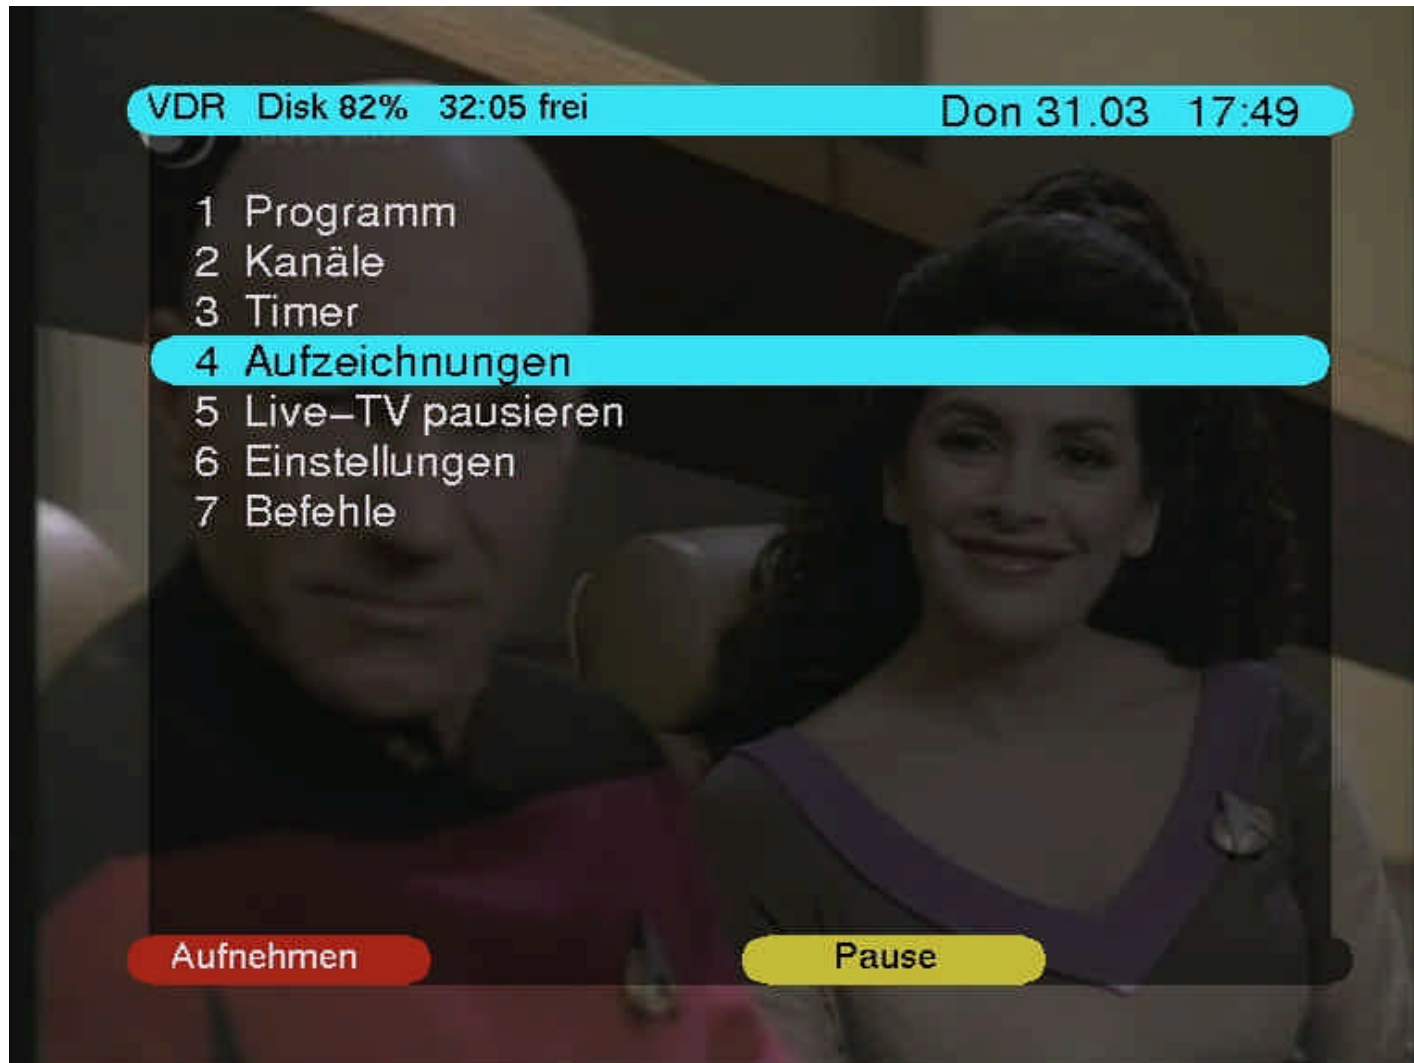 VDR Disk 82% 32:05 frei Don 31.03 17:49
1 Programm
2 Kanäle
3 Timer
4 Aufzeichnungen
5 Live–TV pausieren
6 Einstellungen
7 Befehle
Aufnehmen Pause